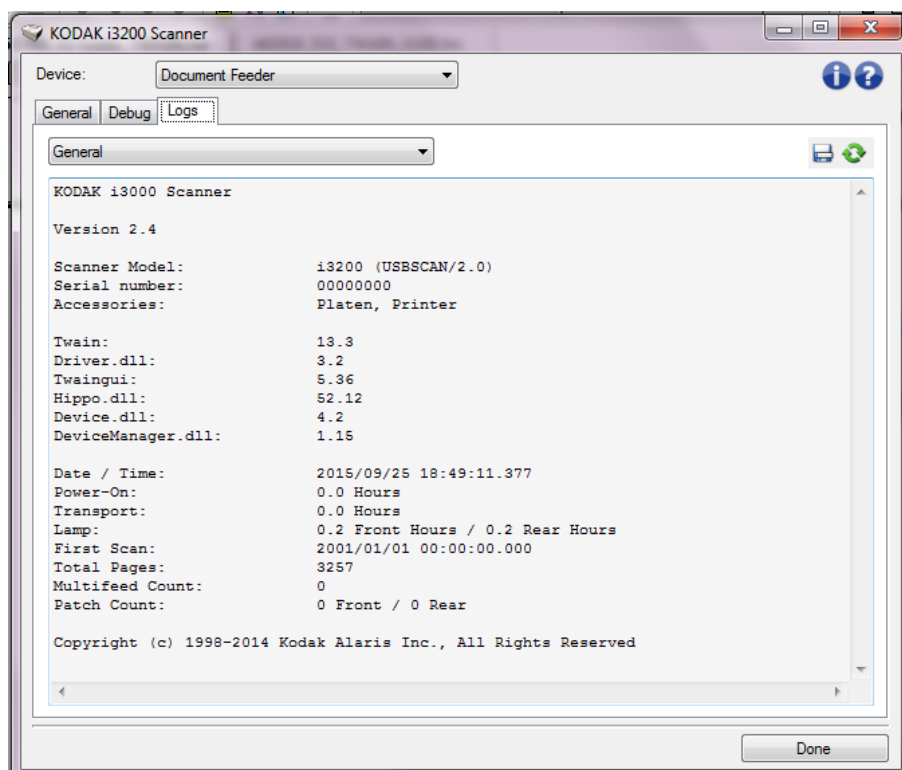 KODAK i3200 Scanner
Device: Document Feeder
General Debug Logs
General
KODAK i3000 Scanner
Version 2.4
Scanner Model: i3200 (USBSCAN/2.0)
Serial number: 00000000
Accessories: Platen, Printer
Twain: 13.3
Driver.dll: 3.2
Twaingui: 5.36
Hippo.dll: 52.12
Device.dll: 4.2
DeviceManager.dll: 1.15
Date / Time: 2015/09/25 18:49:11.377
Power-On: 0.0 Hours
Transport: 0.0 Hours
Lamp: 0.2 Front Hours / 0.2 Rear Hours
First Scan: 2001/01/01 00:00:00.000
Total Pages: 3257
Multifeed Count: 0
Patch Count: 0 Front / 0 Rear
Copyright (c) 1998-2014 Kodak Alaris Inc., All Rights Reserved
Done